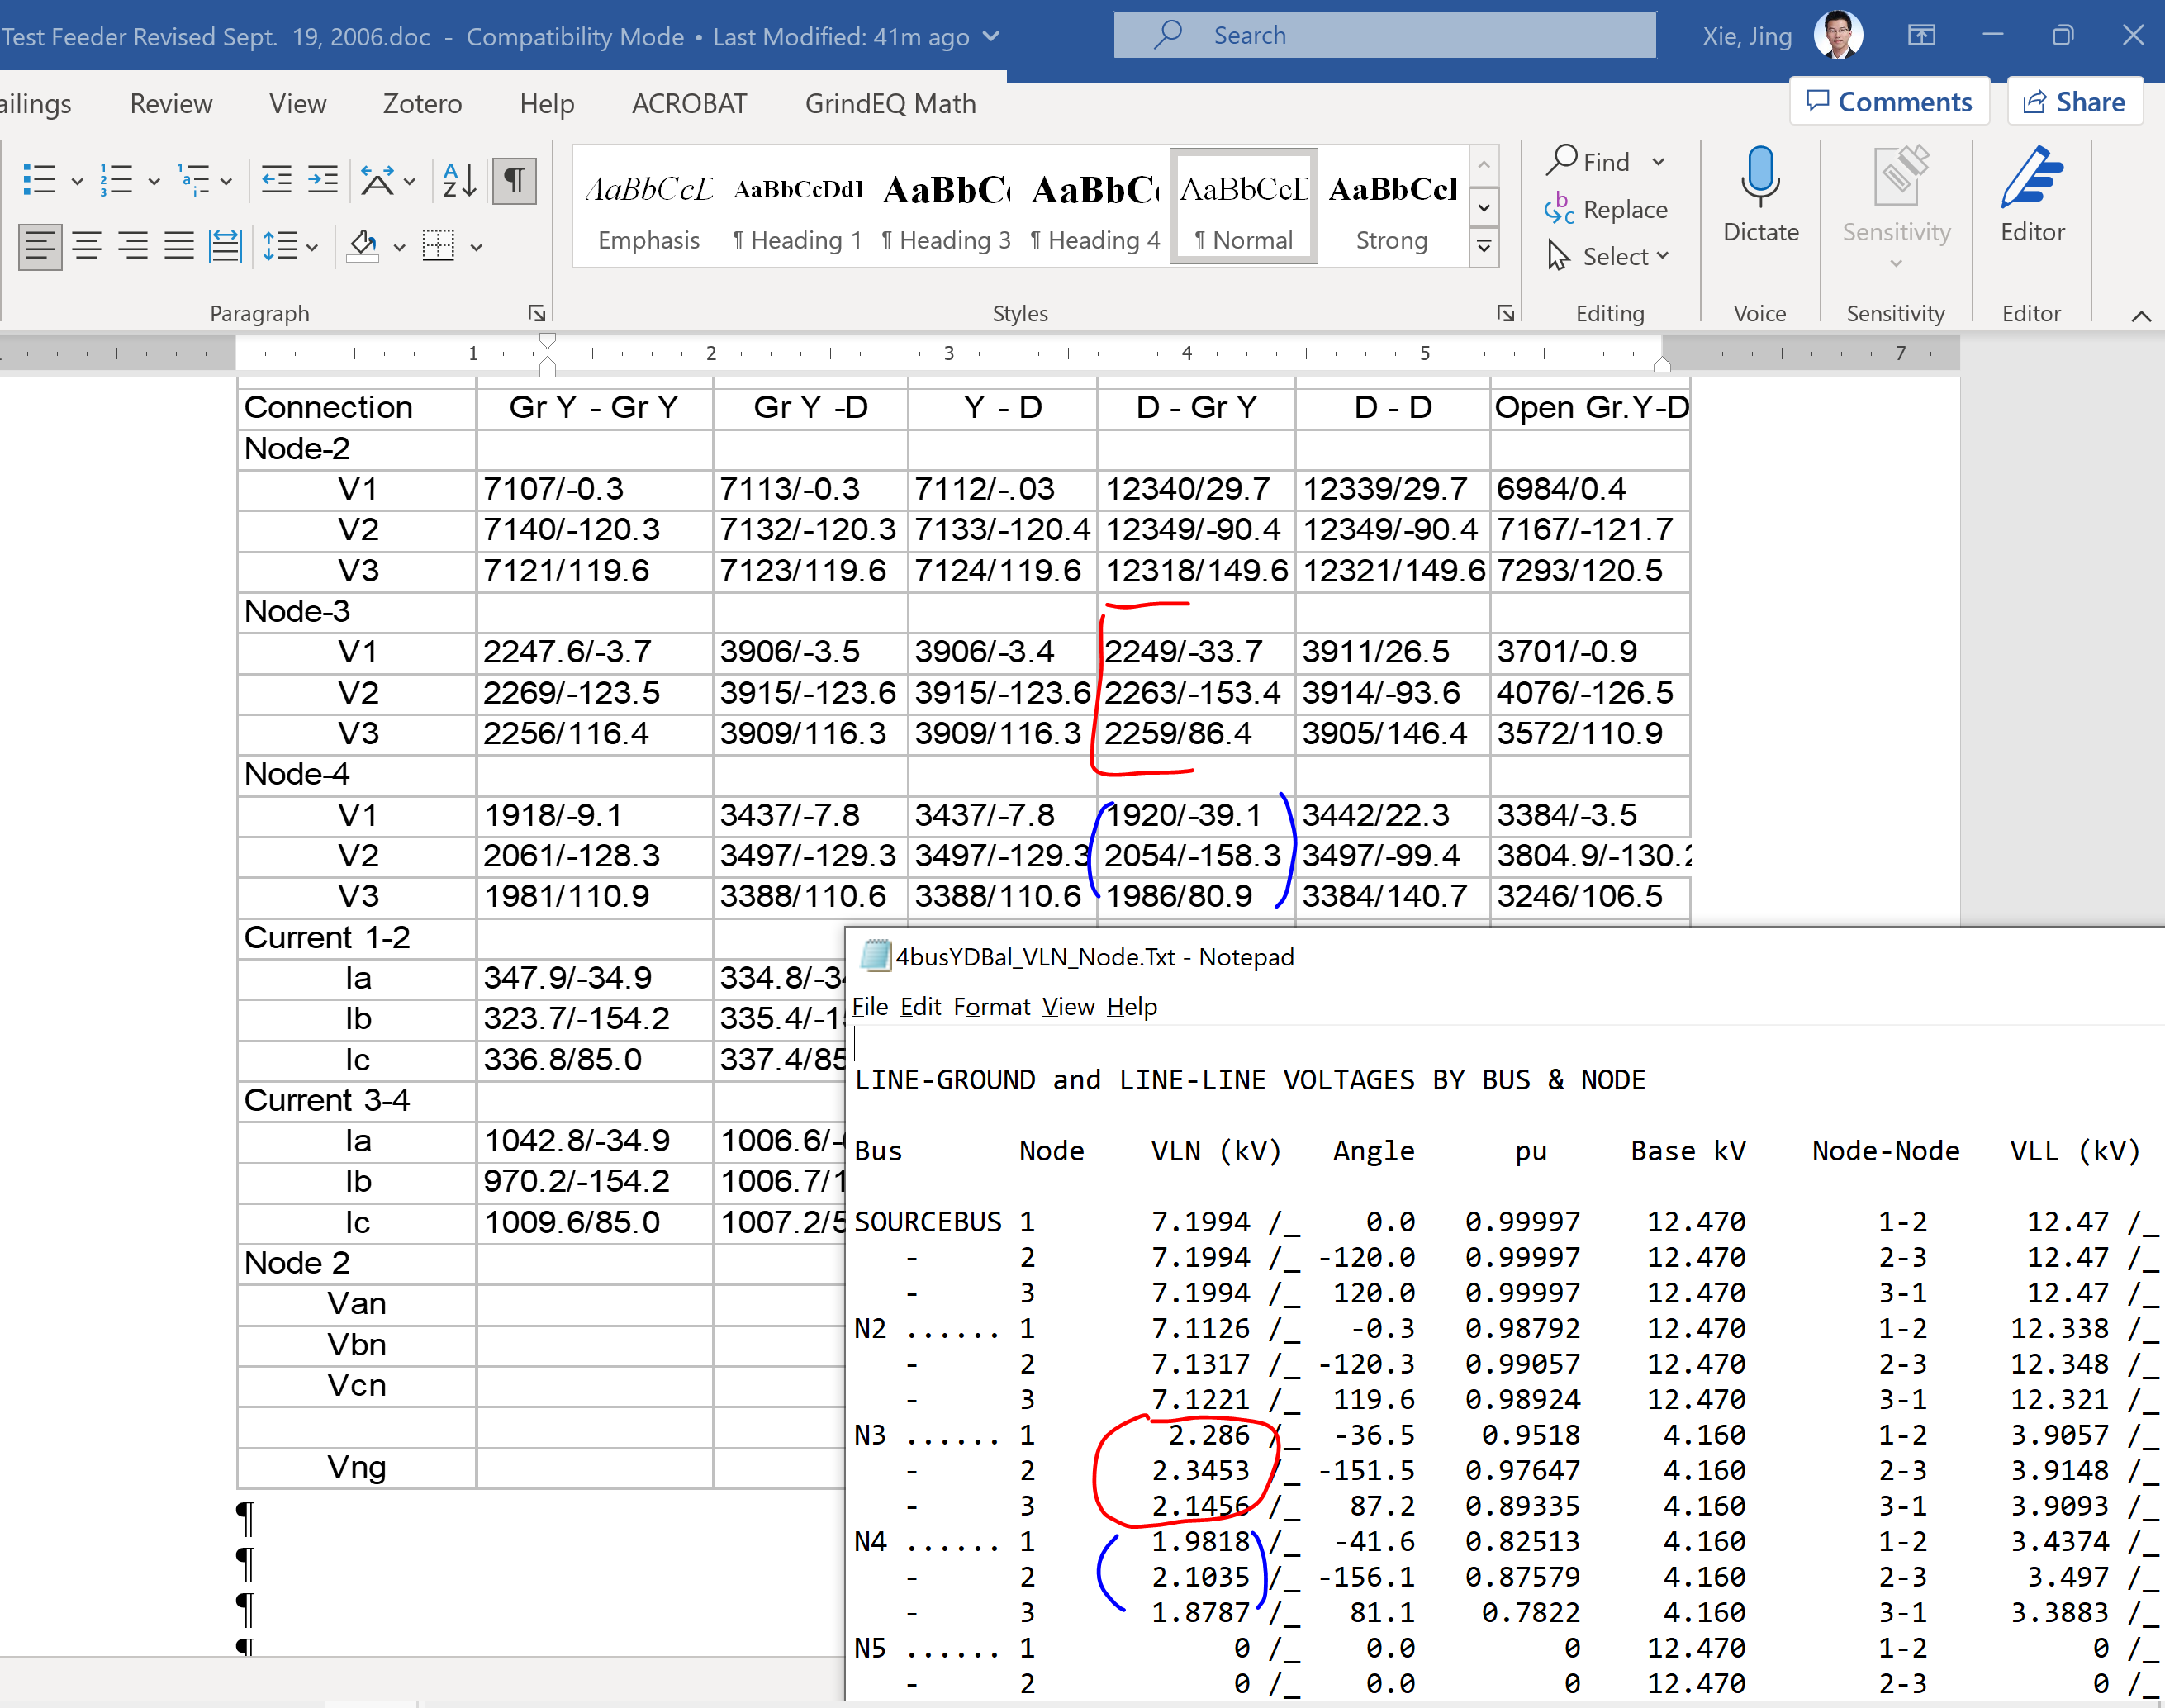 Test Feeder Revised Sept. 19, 2006.doc - Compatibility Mode • Last Modified: 41m ago
Search
Xie, Jing
ailings Review View Zotero Help ACROBAT GrindEQ Math
Comments Share
AaBbCcD AaBbCcDdI AaBbC AaBbC AaBbCcD AaBbCcI
Emphasis ¶ Heading 1 ¶ Heading 3 ¶ Heading 4 ¶ Normal Strong
Find
Replace
Select
Dictate Sensitivity Editor
Paragraph Styles Editing Voice Sensitivity Editor
1 2 3 4 5 7
Connection Gr Y - Gr Y Gr Y -D Y - D D - Gr Y D - D Open Gr.Y-D
Node-2
V1 7107/-0.3 7113/-0.3 7112/-.03 12340/29.7 12339/29.7 6984/0.4
V2 7140/-120.3 7132/-120.3 7133/-120.4 12349/-90.4 12349/-90.4 7167/-121.7
V3 7121/119.6 7123/119.6 7124/119.6 12318/149.6 12321/149.6 7293/120.5
Node-3
V1 2247.6/-3.7 3906/-3.5 3906/-3.4 2249/-33.7 3911/26.5 3701/-0.9
V2 2269/-123.5 3915/-123.6 3915/-123.6 2263/-153.4 3914/-93.6 4076/-126.5
V3 2256/116.4 3909/116.3 3909/116.3 2259/86.4 3905/146.4 3572/110.9
Node-4
V1 1918/-9.1 3437/-7.8 3437/-7.8 1920/-39.1 3442/22.3 3384/-3.5
V2 2061/-128.3 3497/-129.3 3497/-129.3 2054/-158.3 3497/-99.4 3804.9/-130.2
V3 1981/110.9 3388/110.6 3388/110.6 1986/80.9 3384/140.7 3246/106.5
Current 1-2
Ia 347.9/-34.9 334.8/-34
Ib 323.7/-154.2 335.4/-1
Ic 336.8/85.0 337.4/85
Current 3-4
Ia 1042.8/-34.9 1006.6/-
Ib 970.2/-154.2 1006.7/1
Ic 1009.6/85.0 1007.2/5
Node 2
Van
Vbn
Vcn
Vng
¶
¶
¶
¶
4busYDBal_VLN_Node.Txt - Notepad
File Edit Format View Help
LINE-GROUND and LINE-LINE VOLTAGES BY BUS & NODE
Bus Node VLN (kV) Angle pu Base kV Node-Node VLL (kV)
SOURCEBUS 1 7.1994 /_ 0.0 0.99997 12.470 1-2 12.47 /_
- 2 7.1994 /_ -120.0 0.99997 12.470 2-3 12.47 /_
- 3 7.1994 /_ 120.0 0.99997 12.470 3-1 12.47 /_
N2 ...... 1 7.1126 /_ -0.3 0.98792 12.470 1-2 12.338 /_
- 2 7.1317 /_ -120.3 0.99057 12.470 2-3 12.348 /_
- 3 7.1221 /_ 119.6 0.98924 12.470 3-1 12.321 /_
N3 ...... 1 2.286 /_ -36.5 0.9518 4.160 1-2 3.9057 /_
- 2 2.3453 /_ -151.5 0.97647 4.160 2-3 3.9148 /_
- 3 2.1456 /_ 87.2 0.89335 4.160 3-1 3.9093 /_
N4 ...... 1 1.9818 /_ -41.6 0.82513 4.160 1-2 3.4374 /_
- 2 2.1035 /_ -156.1 0.87579 4.160 2-3 3.497 /_
- 3 1.8787 /_ 81.1 0.7822 4.160 3-1 3.3883 /_
N5 ...... 1 0 /_ 0.0 0 12.470 1-2 0 /_
- 2 0 /_ 0.0 0 12.470 2-3 0 /_